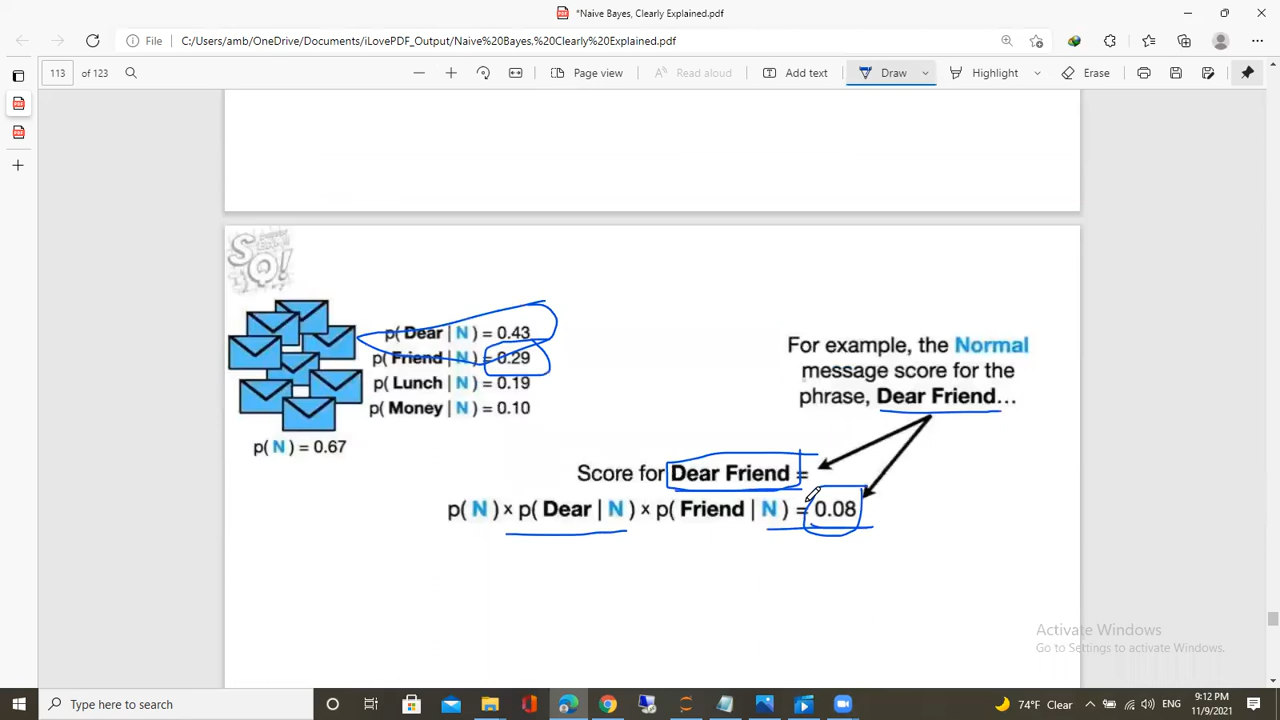 *Naive Bayes, Clearly Explained.pdf
File C:/Users/amb/OneDrive/Documents/iLovePDF_Output/Naive%20Bayes,%20Clearly%20Explained.pdf
113 of 123 Page view Read aloud Add text Draw Highlight Erase
SQ!
p( Dear | N ) = 0.43
p( Friend | N ) = 0.29
p( Lunch | N ) = 0.19
p( Money | N ) = 0.10
p( N ) = 0.67
For example, the Normal
message score for the
phrase, Dear Friend...
Score for Dear Friend =
p( N ) × p( Dear | N ) × p( Friend | N ) = 0.08
Activate Windows
Go to Settings to activate Windows.
Type here to search
74°F Clear
9:12 PM
11/9/2021